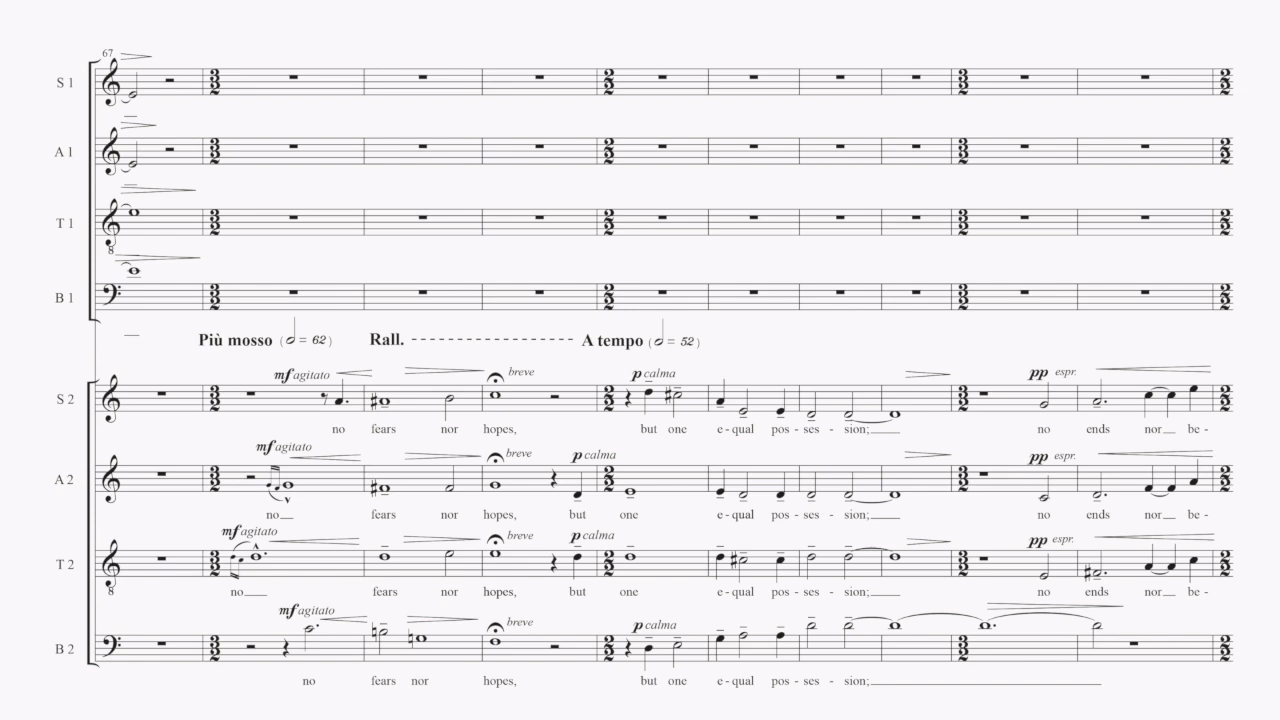 67
S 1
A 1
T 1
8
B 1
Più mosso (𝅗𝅥 = 62) Rall. A tempo (𝅗𝅥 = 52)
mf agitato breve p calma pp espr.
S 2
no fears nor hopes, but one e - qual pos - ses - sion; no ends nor be -
mf agitato breve p calma pp espr.
A 2
no fears nor hopes, but one e - qual pos - ses - sion; no ends nor be -
mf agitato breve p calma pp espr.
T 2
8
no fears nor hopes, but one e - qual pos - ses - sion; no ends nor be -
mf agitato breve p calma
B 2
no fears nor hopes, but one e - qual pos - ses - sion;